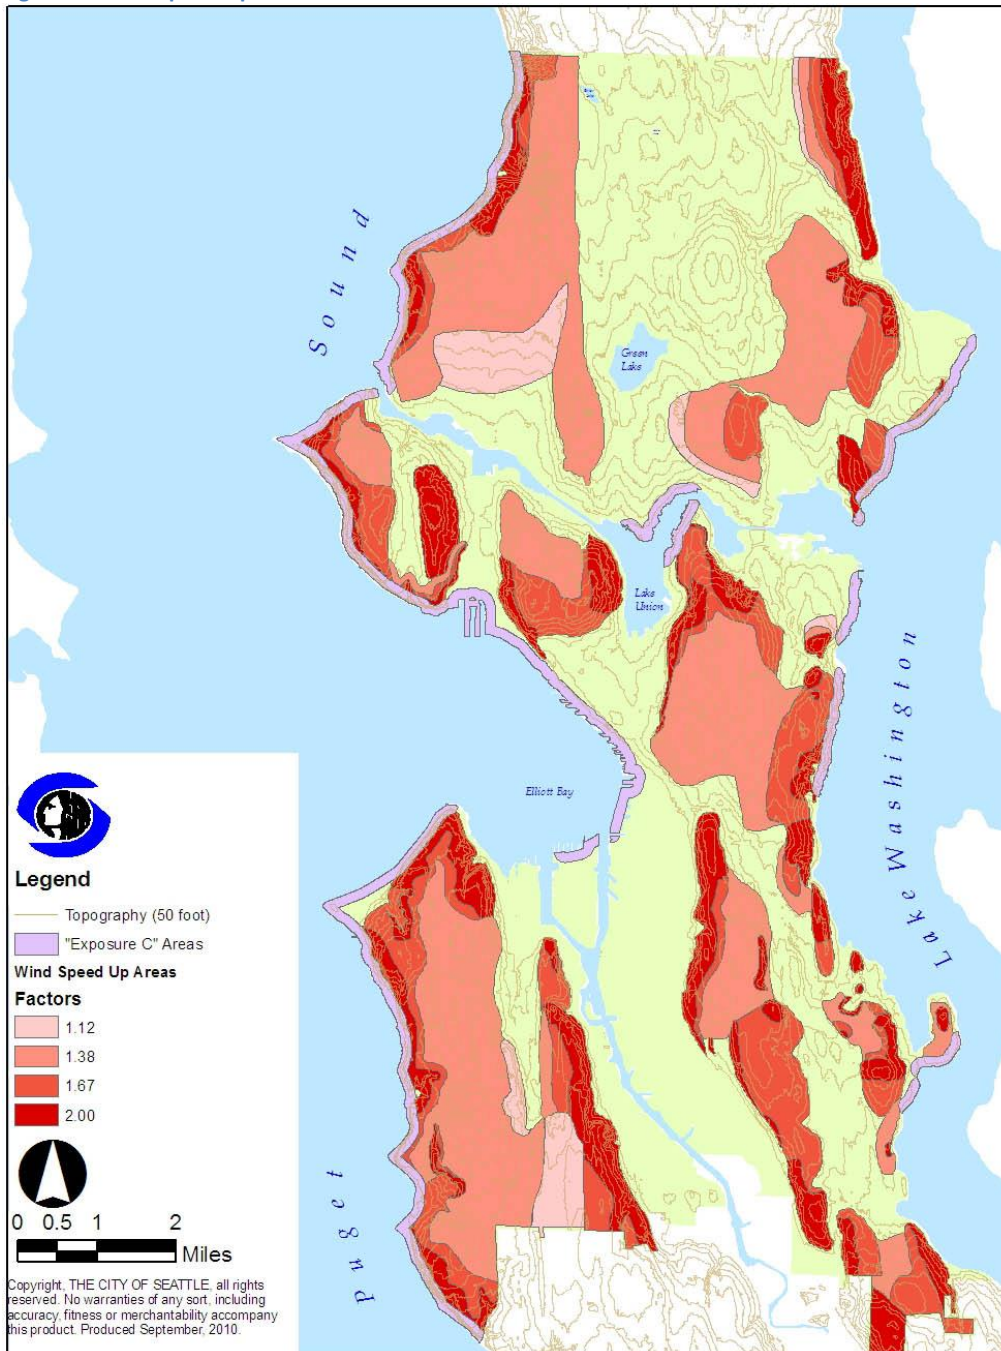 Sound
Green
Lake
Lake
Union
Lake Washington
Elliott Bay
Puget
Legend
Topography (50 foot)
"Exposure C" Areas
Wind Speed Up Areas
Factors
1.12
1.38
1.67
2.00
0 0.5 1 2
Miles
Copyright, THE CITY OF SEATTLE, all rights
reserved. No warranties of any sort, including
accuracy, fitness or merchantability accompany
this product. Produced September, 2010.